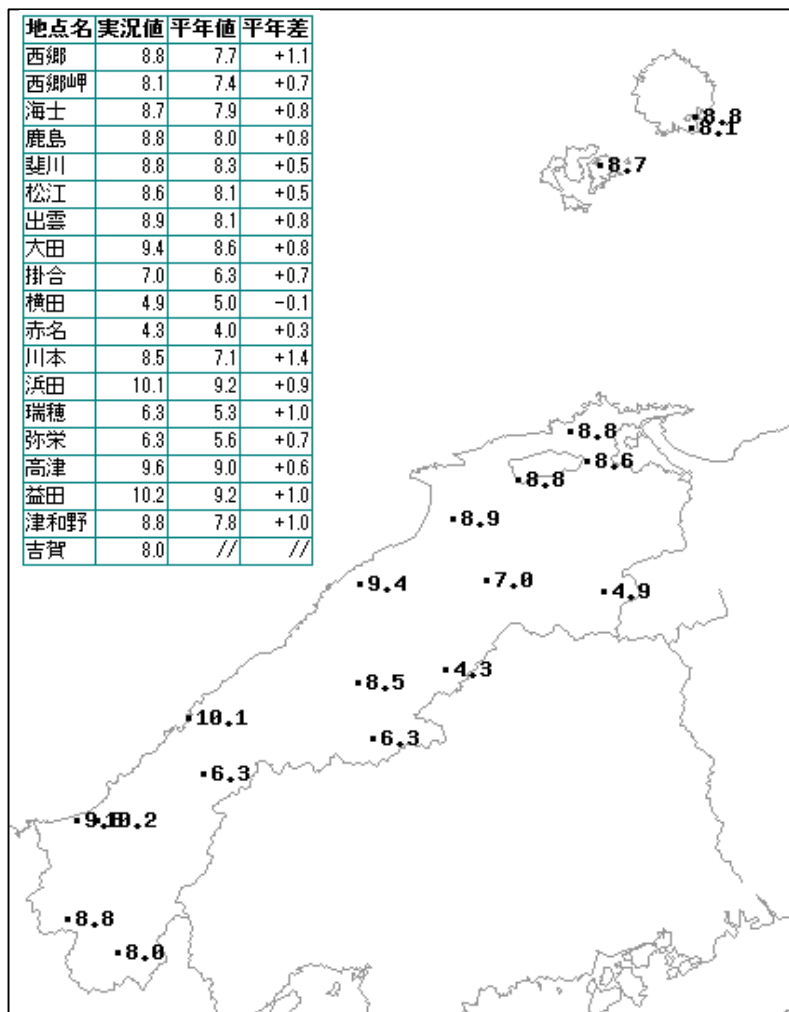 地点名 実況値 平年値 平年差
西郷 8.8 7.7 +1.1
西郷岬 8.1 7.4 +0.7
海士 8.7 7.9 +0.8
鹿島 8.8 8.0 +0.8
斐川 8.8 8.3 +0.5
松江 8.6 8.1 +0.5
出雲 8.9 8.1 +0.8
大田 9.4 8.6 +0.8
掛合 7.0 6.3 +0.7
横田 4.9 5.0 -0.1
赤名 4.3 4.0 +0.3
川本 8.5 7.1 +1.4
浜田 10.1 9.2 +0.9
瑞穂 6.3 5.3 +1.0
弥栄 6.3 5.6 +0.7
高津 9.6 9.0 +0.6
益田 10.2 9.2 +1.0
津和野 8.8 7.8 +1.0
吉賀 8.0 // //
8.8
8.1
8.7
8.8
8.6
8.8
8.9
9.4
7.0
4.9
4.3
8.5
10.1
6.3
6.3
10.2
8.8
8.0